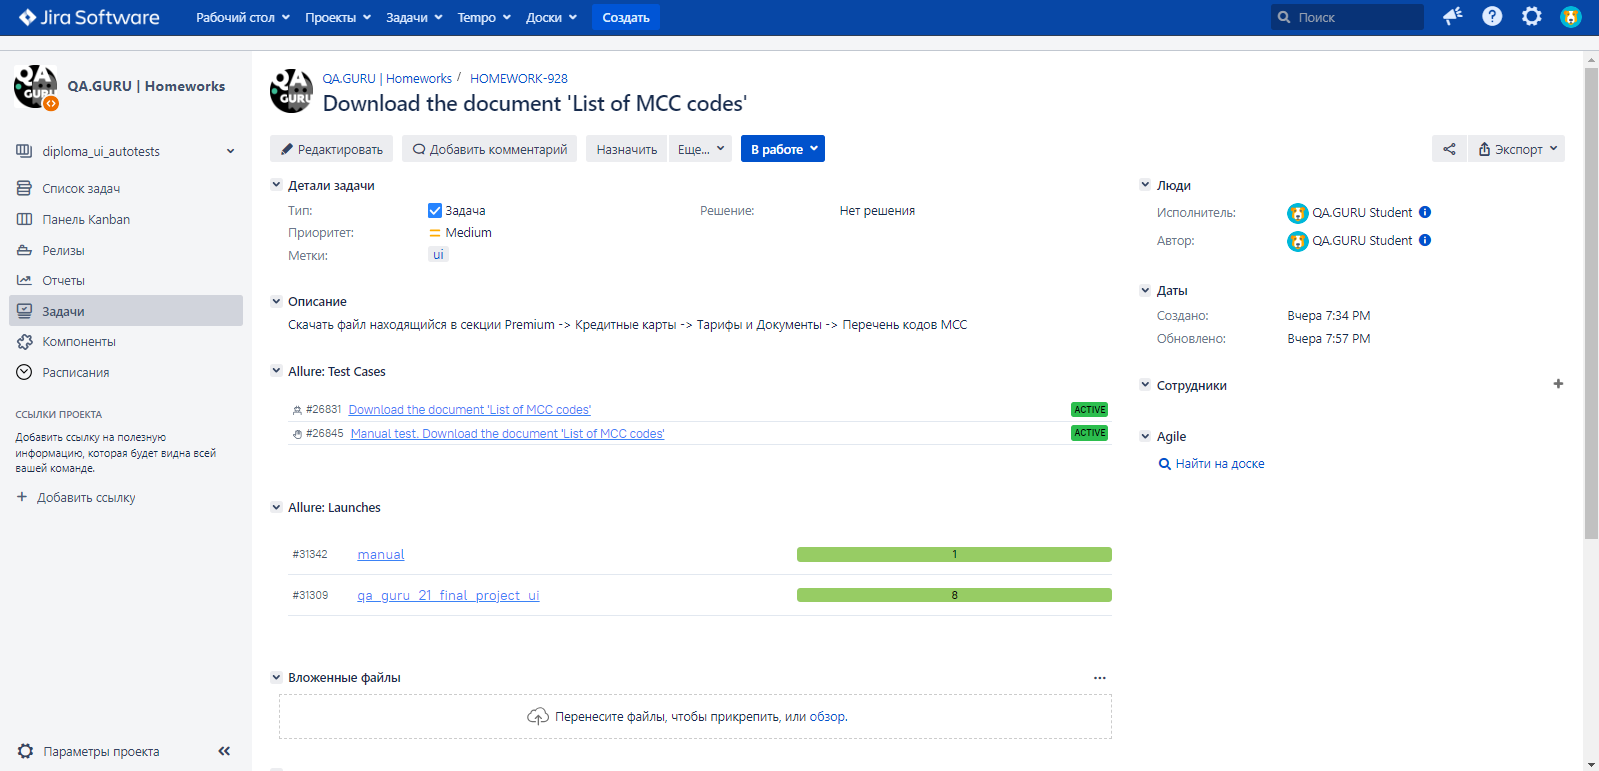 Jira Software
Рабочий стол
Проекты
Задачи
Tempo
Доски
Создать
Поиск
QA.GURU | Homeworks
diploma_ui_autotests
Список задач
Панель Kanban
Релизы
Отчеты
Задачи
Компоненты
Расписания
ССЫЛКИ ПРОЕКТА
Добавить ссылку на полезную
информацию, которая будет видна всей
вашей команде.
+ Добавить ссылку
Параметры проекта
QA.GURU | Homeworks / HOMEWORK-928
Download the document 'List of MCC codes'
Редактировать
Добавить комментарий
Назначить
Еще...
В работе
Экспорт
Детали задачи
Тип: Задача
Решение: Нет решения
Приоритет: Medium
Метки: ui
Описание
Скачать файл находящийся в секции Premium -> Кредитные карты -> Тарифы и Документы -> Перечень кодов MCC
Allure: Test Cases
#26831 Download the document 'List of MCC codes' ACTIVE
#26845 Manual test. Download the document 'List of MCC codes' ACTIVE
Allure: Launches
#31342 manual 1
#31309 qa_guru_21_final_project_ui 8
Вложенные файлы
Перенесите файлы, чтобы прикрепить, или обзор.
Люди
Исполнитель: QA.GURU Student
Автор: QA.GURU Student
Даты
Создано: Вчера 7:34 PM
Обновлено: Вчера 7:57 PM
Сотрудники
Agile
Найти на доске